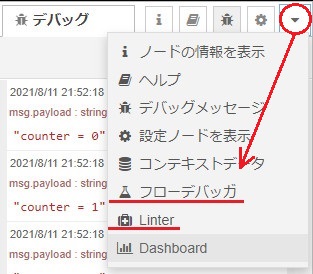 デバッグ
ノードの情報を表示
2021/8/11 21:52:18
msg.payload : string
ヘルプ
"counter = 0"
デバッグメッセージ
設定ノードを表示
2021/8/11 21:52:18
msg.payload : string
コンテキストデータ
"counter = 1"
フローデバッガ
2021/8/11 21:52:18
Linter
msg.payload : string
Dashboard